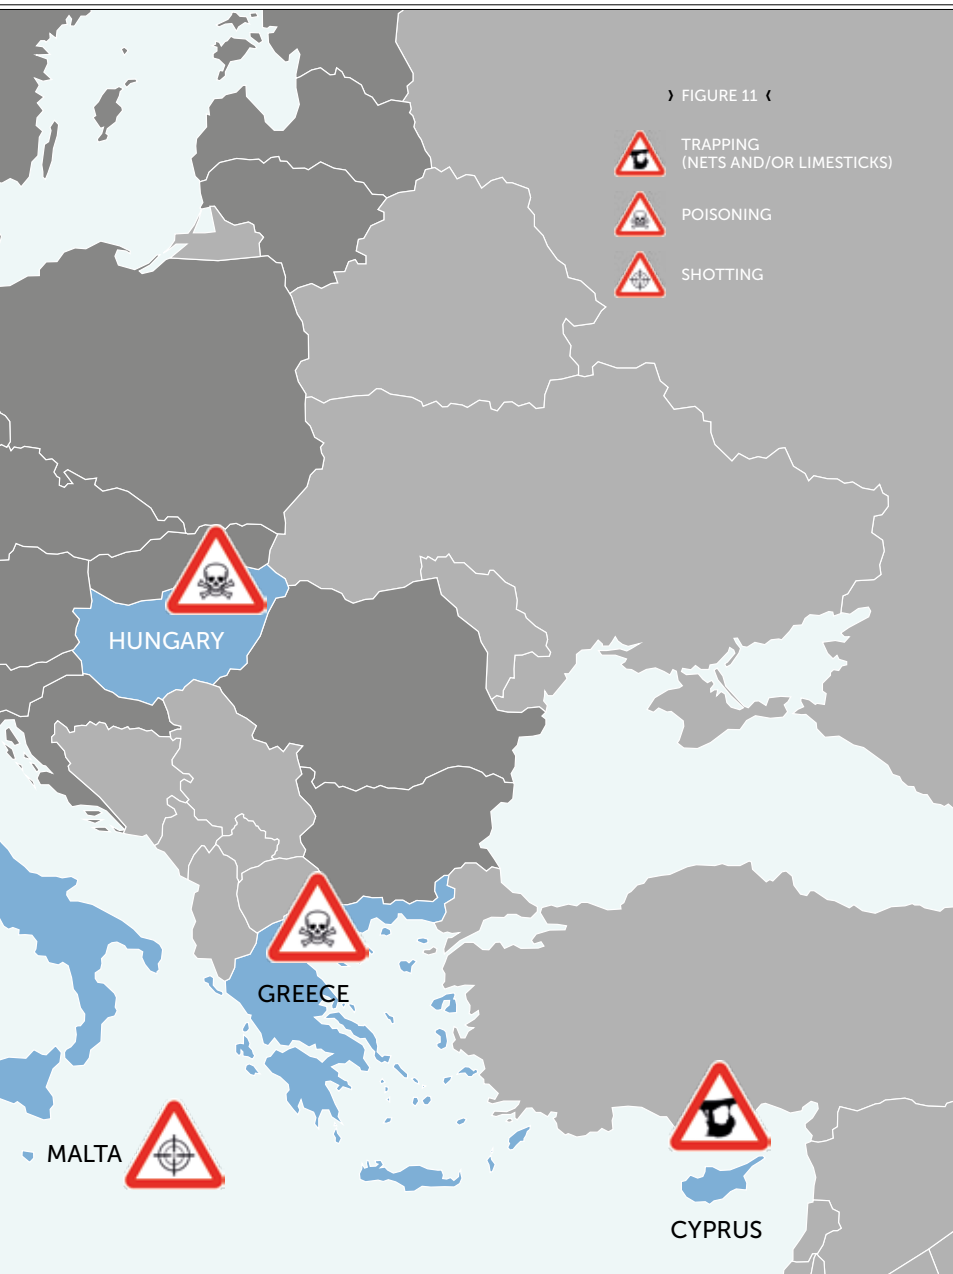 › FIGURE 11 ‹
TRAPPING
(NETS AND/OR LIMESTICKS)
POISONING
SHOTTING
HUNGARY
GREECE
MALTA
CYPRUS